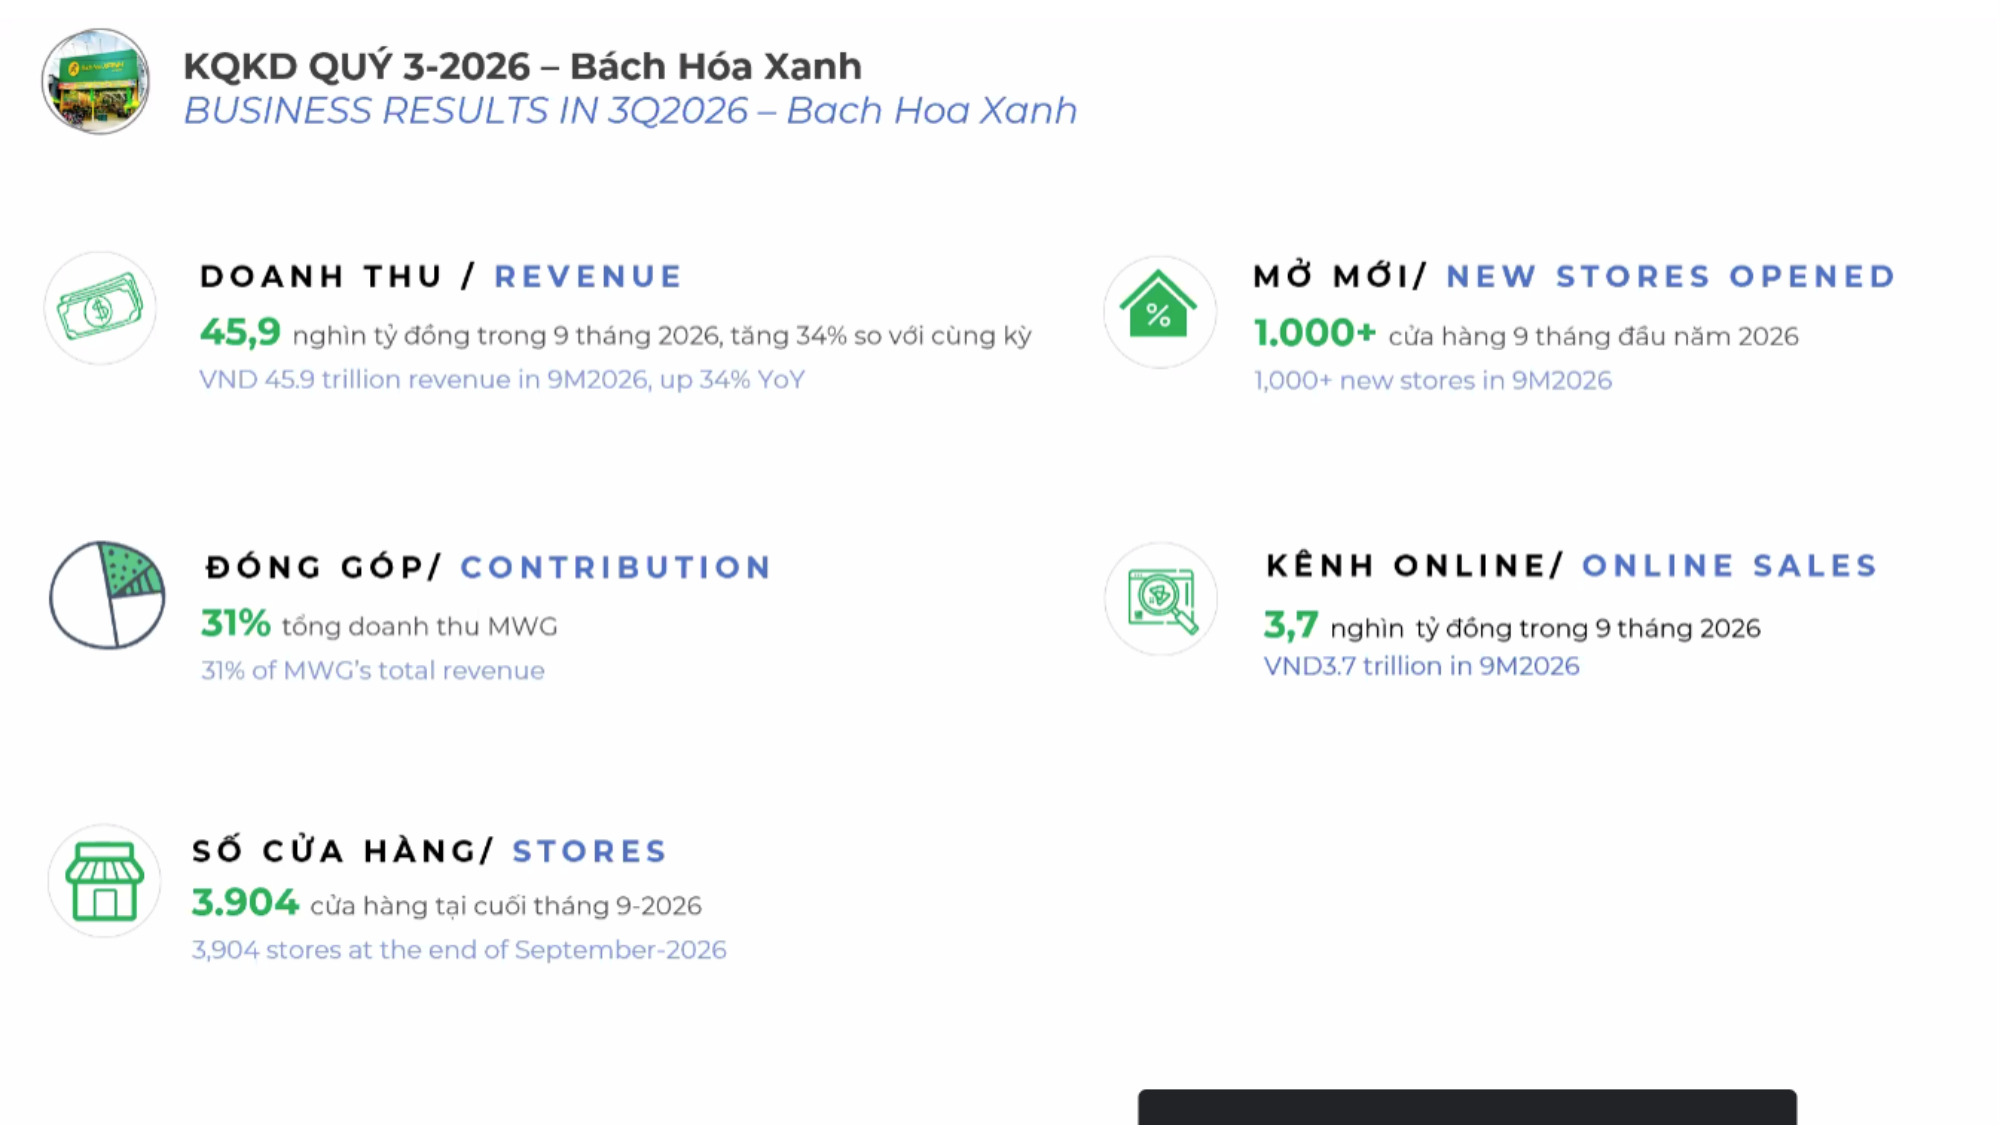 KQKD QUÝ 3-2026 – Bách Hóa Xanh
BUSINESS RESULTS IN 3Q2026 – Bach Hoa Xanh
DOANH THU / REVENUE
45,9 nghìn tỷ đồng trong 9 tháng 2026, tăng 34% so với cùng kỳ
VND 45.9 trillion revenue in 9M2026, up 34% YoY
MỞ MỚI/ NEW STORES OPENED
1.000+ cửa hàng 9 tháng đầu năm 2026
1,000+ new stores in 9M2026
ĐÓNG GÓP/ CONTRIBUTION
31% tổng doanh thu MWG
31% of MWG's total revenue
KÊNH ONLINE/ ONLINE SALES
3,7 nghìn tỷ đồng trong 9 tháng 2026
VND3.7 trillion in 9M2026
SỐ CỬA HÀNG/ STORES
3.904 cửa hàng tại cuối tháng 9-2026
3,904 stores at the end of September-2026